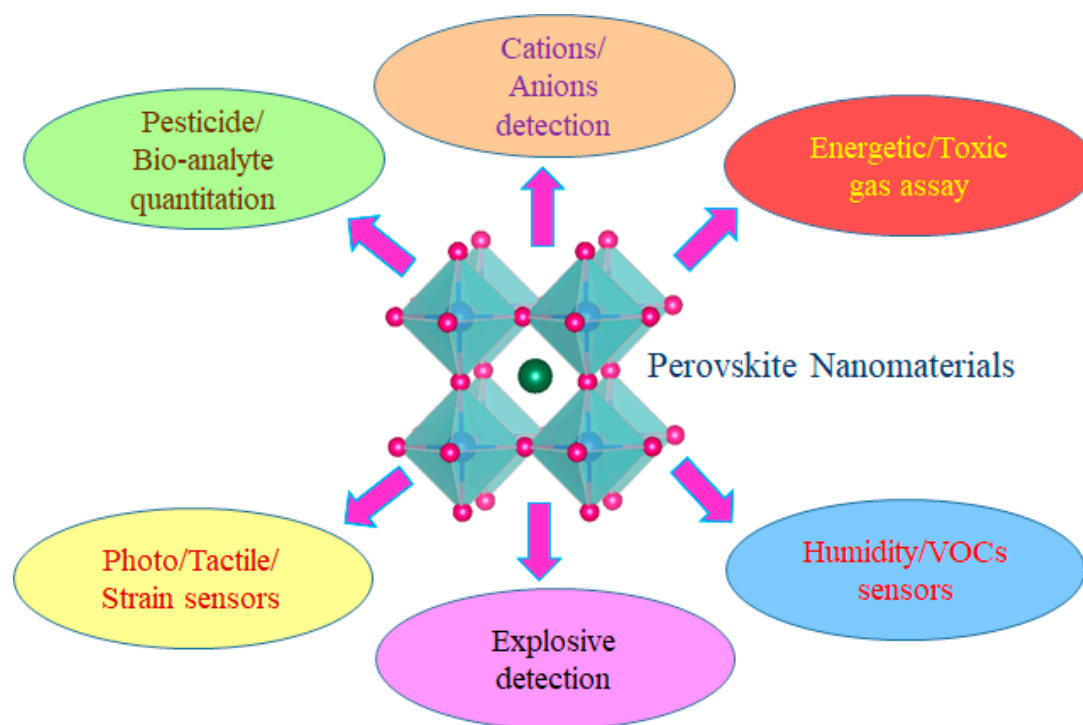 Cations/
Anions
detection
Pesticide/
Bio-analyte
quantitation
Energetic/Toxic
gas assay
Perovskite Nanomaterials
Photo/Tactile/
Strain sensors
Humidity/VOCs
sensors
Explosive
detection